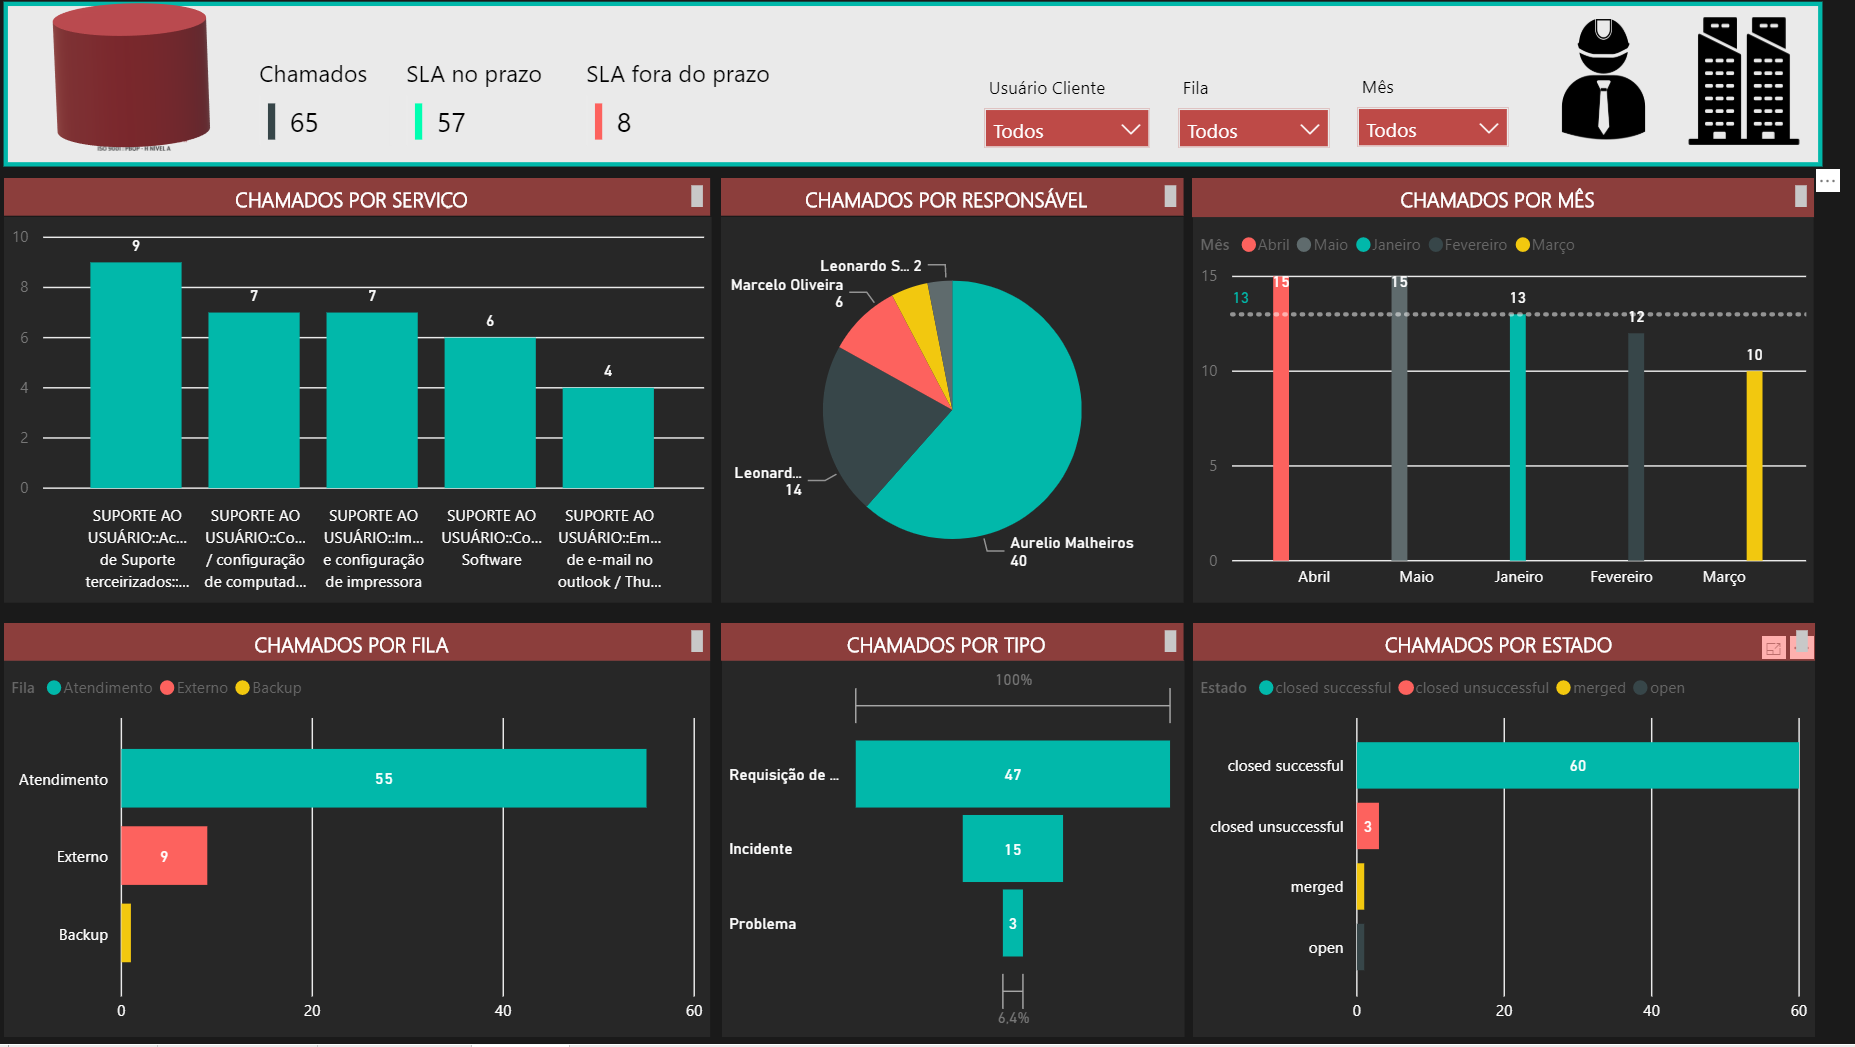 ISO 9001 - PBQP - H NÍVEL A
Chamados
65
SLA no prazo
57
SLA fora do prazo
8
Usuário Cliente
Todos
Fila
Todos
Mês
Todos
CHAMADOS POR SERVIÇO
10
8
6
4
2
0
9
7
7
6
4
SUPORTE AO
USUÁRIO::Ac...
de Suporte
terceirizados::...
SUPORTE AO
USUÁRIO::Co...
/ configuração
de computad...
SUPORTE AO
USUÁRIO::Im...
e configuração
de impressora
SUPORTE AO
USUÁRIO::Co...
Software
SUPORTE AO
USUÁRIO::Em...
de e-mail no
outlook / Thu...
CHAMADOS POR RESPONSÁVEL
Leonardo S... 2
Marcelo Oliveira
6
Leonard...
14
Aurelio Malheiros
40
CHAMADOS POR MÊS
...
Mês Abril Maio Janeiro Fevereiro Março
15
10
5
0
13
15
15
13
12
10
Abril Maio Janeiro Fevereiro Março
CHAMADOS POR FILA
Fila Atendimento Externo Backup
Atendimento
55
Externo
9
Backup
0 20 40 60
CHAMADOS POR TIPO
100%
Requisição de ...
47
Incidente
15
Problema
3
6,4%
CHAMADOS POR ESTADO
Estado closed successful closed unsuccessful merged open
closed successful
60
closed unsuccessful
3
merged
open
0 20 40 60